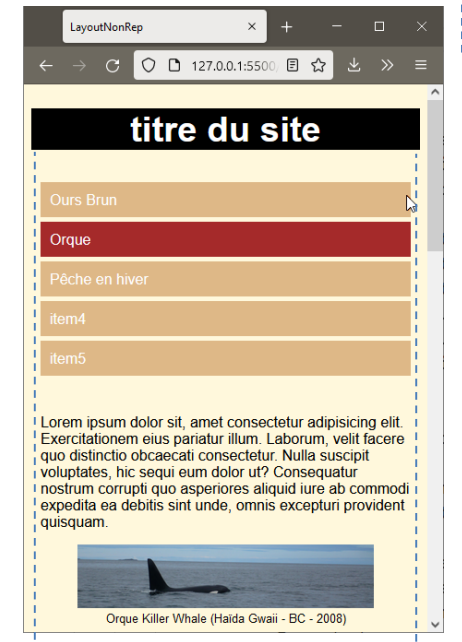 LayoutNonRep
127.0.0.1:5500
titre du site
Ours Brun
Orque
Pêche en hiver
item4
item5
Lorem ipsum dolor sit, amet consectetur adipisicing elit.
Exercitationem eius pariatur illum. Laborum, velit facere
quo distinctio obcaecati consectetur. Nulla suscipit
voluptates, hic sequi eum dolor ut? Consequatur
nostrum corrupti quo asperiores aliquid iure ab commodi
expedita ea debitis sint unde, omnis excepturi provident
quisquam.
Orque Killer Whale (Haïda Gwaii - BC - 2008)